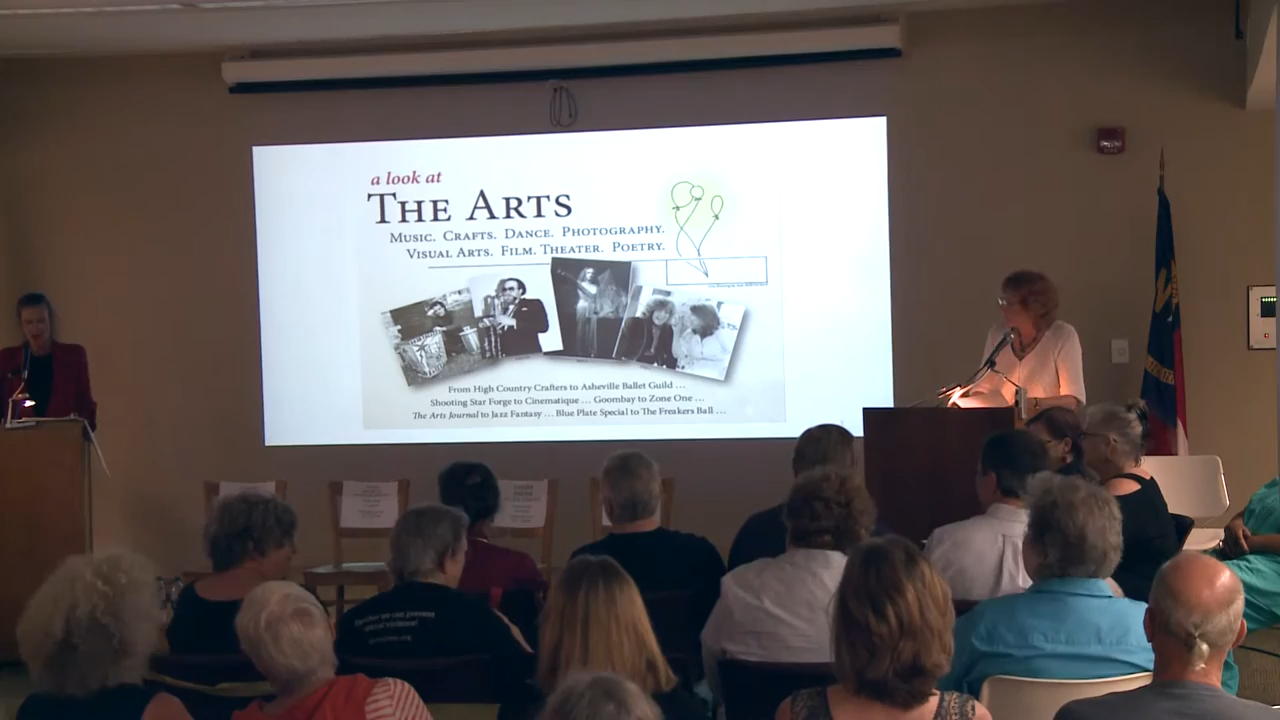 a look at
THE ARTS
MUSIC. CRAFTS. DANCE. PHOTOGRAPHY.
VISUAL ARTS. FILM. THEATER. POETRY.
From High Country Crafters to Asheville Ballet Guild ...
Shooting Star Forge to Cinematique ... Goombay to Zone One ...
The Arts Journal to Jazz Fantasy ... Blue Plate Special to The Freakers Ball ...